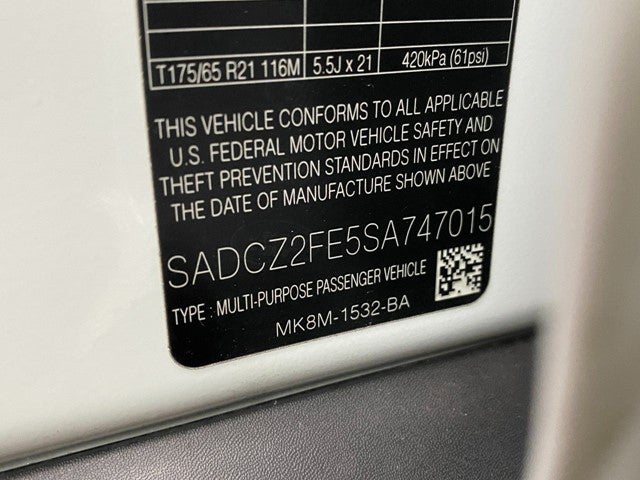 T175/65 R21 116M 5.5J x 21 420kPa (61psi)
THIS VEHICLE CONFORMS TO ALL APPLICABLE
U.S. FEDERAL MOTOR VEHICLE SAFETY AND
THEFT PREVENTION STANDARDS IN EFFECT ON
THE DATE OF MANUFACTURE SHOWN ABOVE
SADCZ2FE5SA747015
TYPE : MULTI-PURPOSE PASSENGER VEHICLE
MK8M-1532-BA